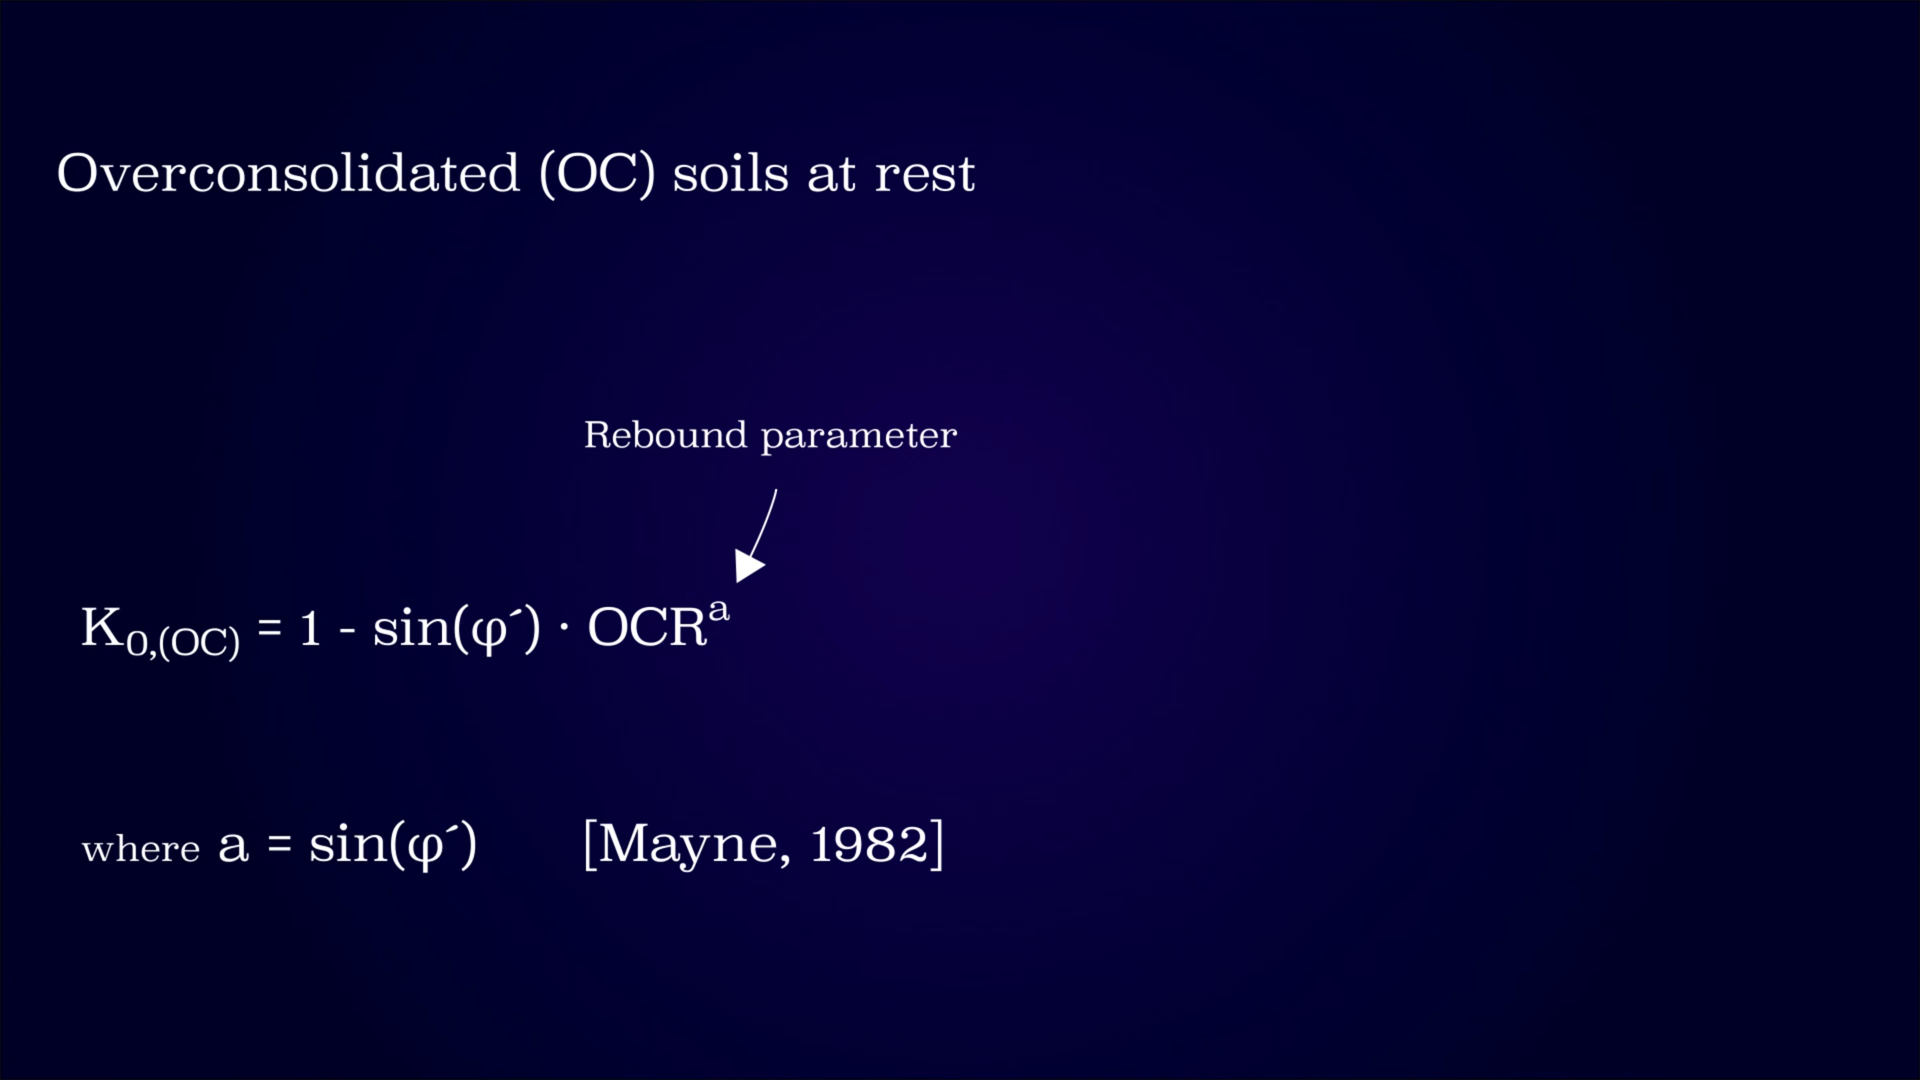 Overconsolidated (OC) soils at rest
Rebound parameter
K₀,₍OC₎ = 1 - sin(φ´) · OCRᵃ
where a = sin(φ´) [Mayne, 1982]